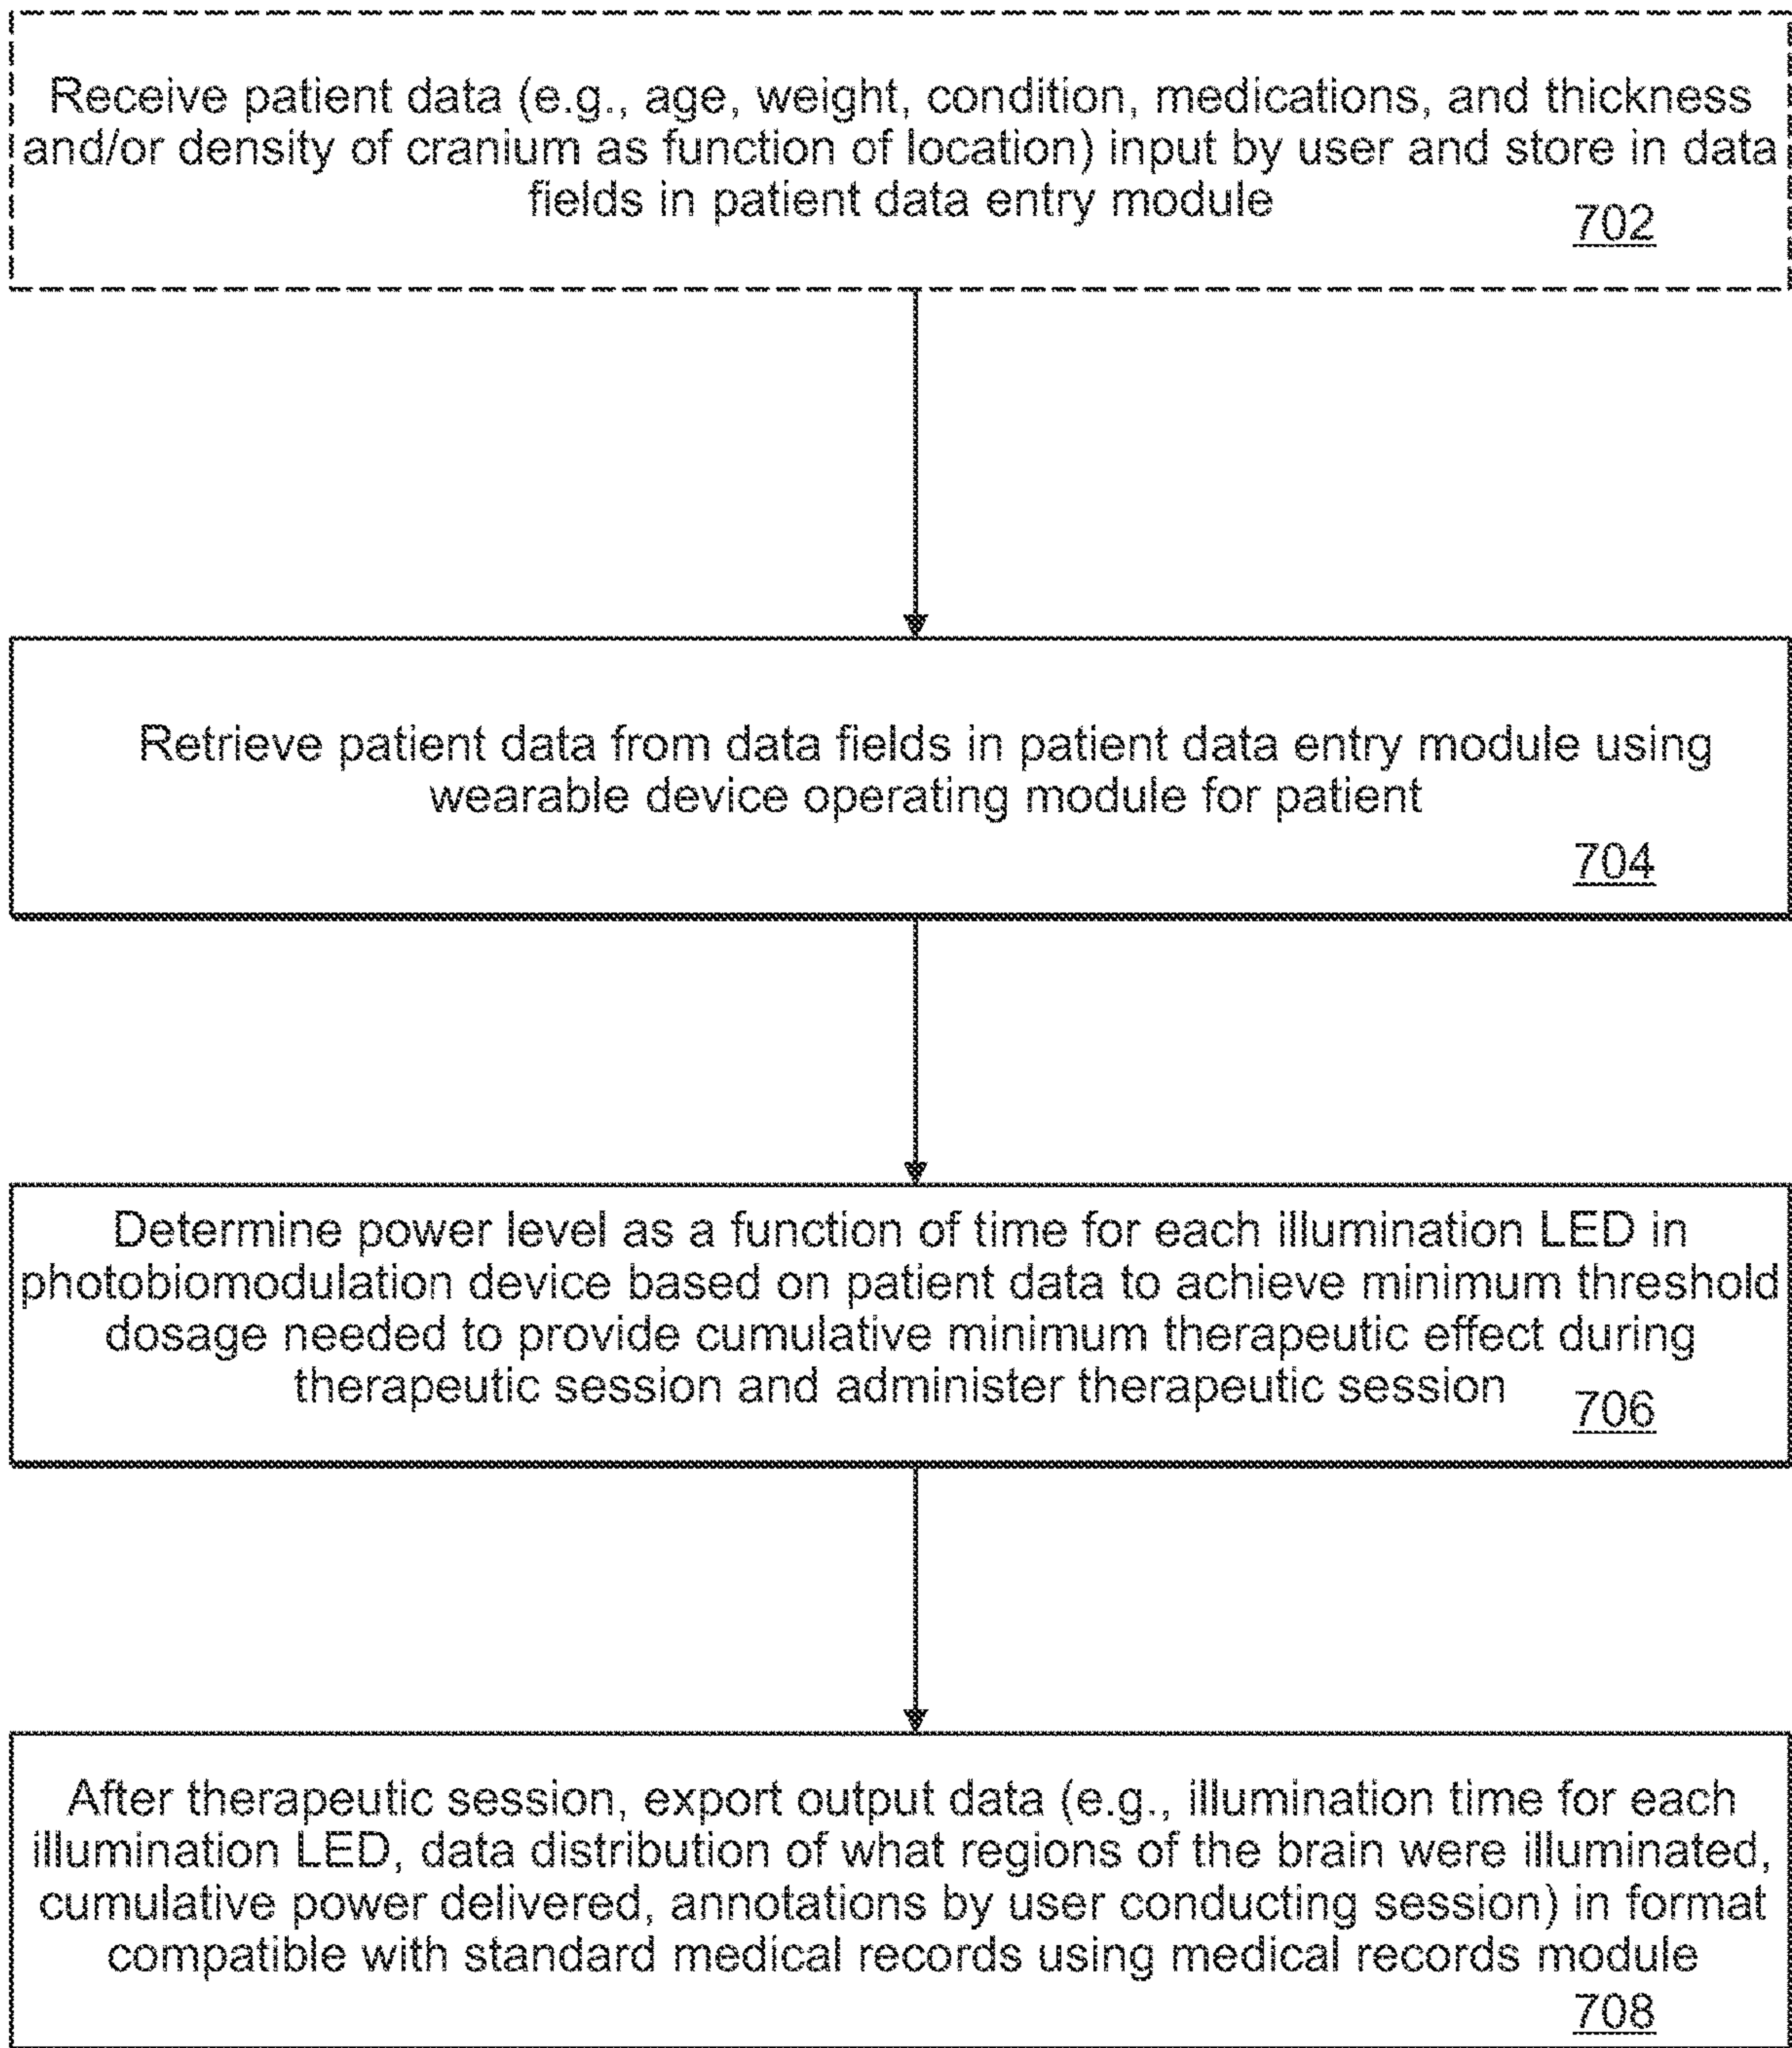 Receive patient data (e.g., age, weight, condition, medications, and thickness
and/or density of cranium as function of location) input by user and store in data
fields in patient data entry module
702
Retrieve patient data from data fields in patient data entry module using
wearable device operating module for patient
704
Determine power level as a function of time for each illumination LED in
photobiomodulation device based on patient data to achieve minimum threshold
dosage needed to provide cumulative minimum therapeutic effect during
therapeutic session and administer therapeutic session
706
After therapeutic session, export output data (e.g., illumination time for each
illumination LED, data distribution of what regions of the brain were illuminated,
cumulative power delivered, annotations by user conducting session) in format
compatible with standard medical records using medical records module
708